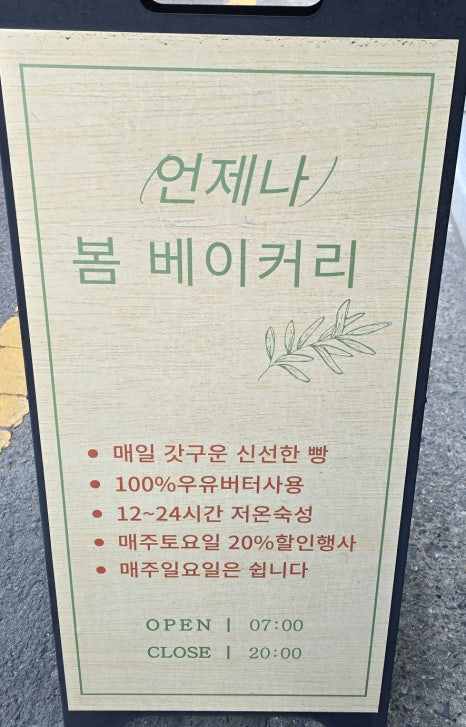 (언제나)
봄 베이커리
• 매일 갓구운 신선한 빵
• 100%우유버터사용
• 12~24시간 저온숙성
• 매주토요일 20%할인행사
• 매주일요일은 쉽니다
OPEN | 07:00
CLOSE | 20:00